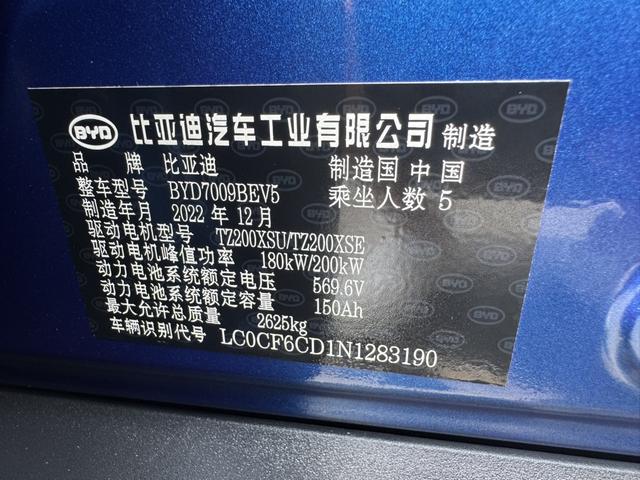 BYD 比亚迪汽车工业有限公司 制造
品 牌 比亚迪 制造国 中国
整车型号 BYD7009BEV5 乘坐人数 5
制造年月 2022 年 12 月
驱动电机型号 TZ200XSU/TZ200XSE
驱动电机峰值功率 180kW/200kW
动力电池系统额定电压 569.6V
动力电池系统额定容量 150Ah
最大允许总质量 2625kg
车辆识别代号 LC0CF6CD1N1283190